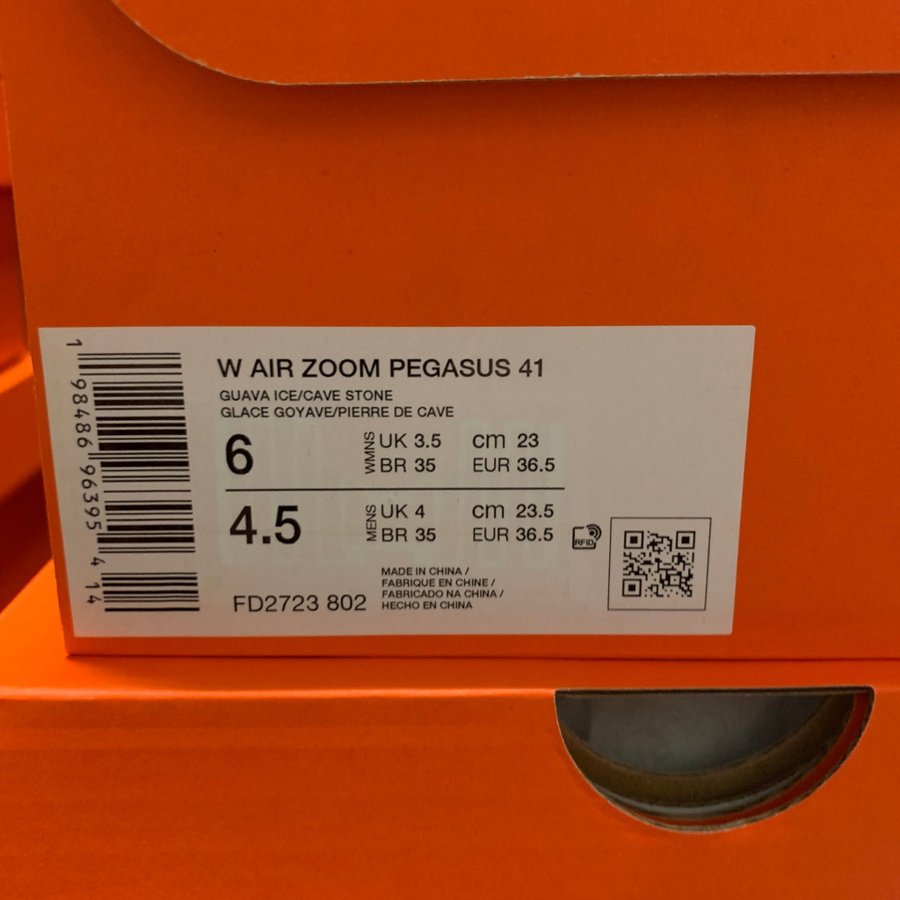 W AIR ZOOM PEGASUS 41
GUAVA ICE/CAVE STONE
GLACE GOYAVE/PIERRE DE CAVE
6
WMNS
UK 3.5 cm 23
BR 35 EUR 36.5
4.5
MENS
UK 4 cm 23.5
BR 35 EUR 36.5
RFID
FD2723 802
MADE IN CHINA /
FABRIQUE EN CHINE /
FABRICADO NA CHINA /
HECHO EN CHINA
1 98486 96395 4 14